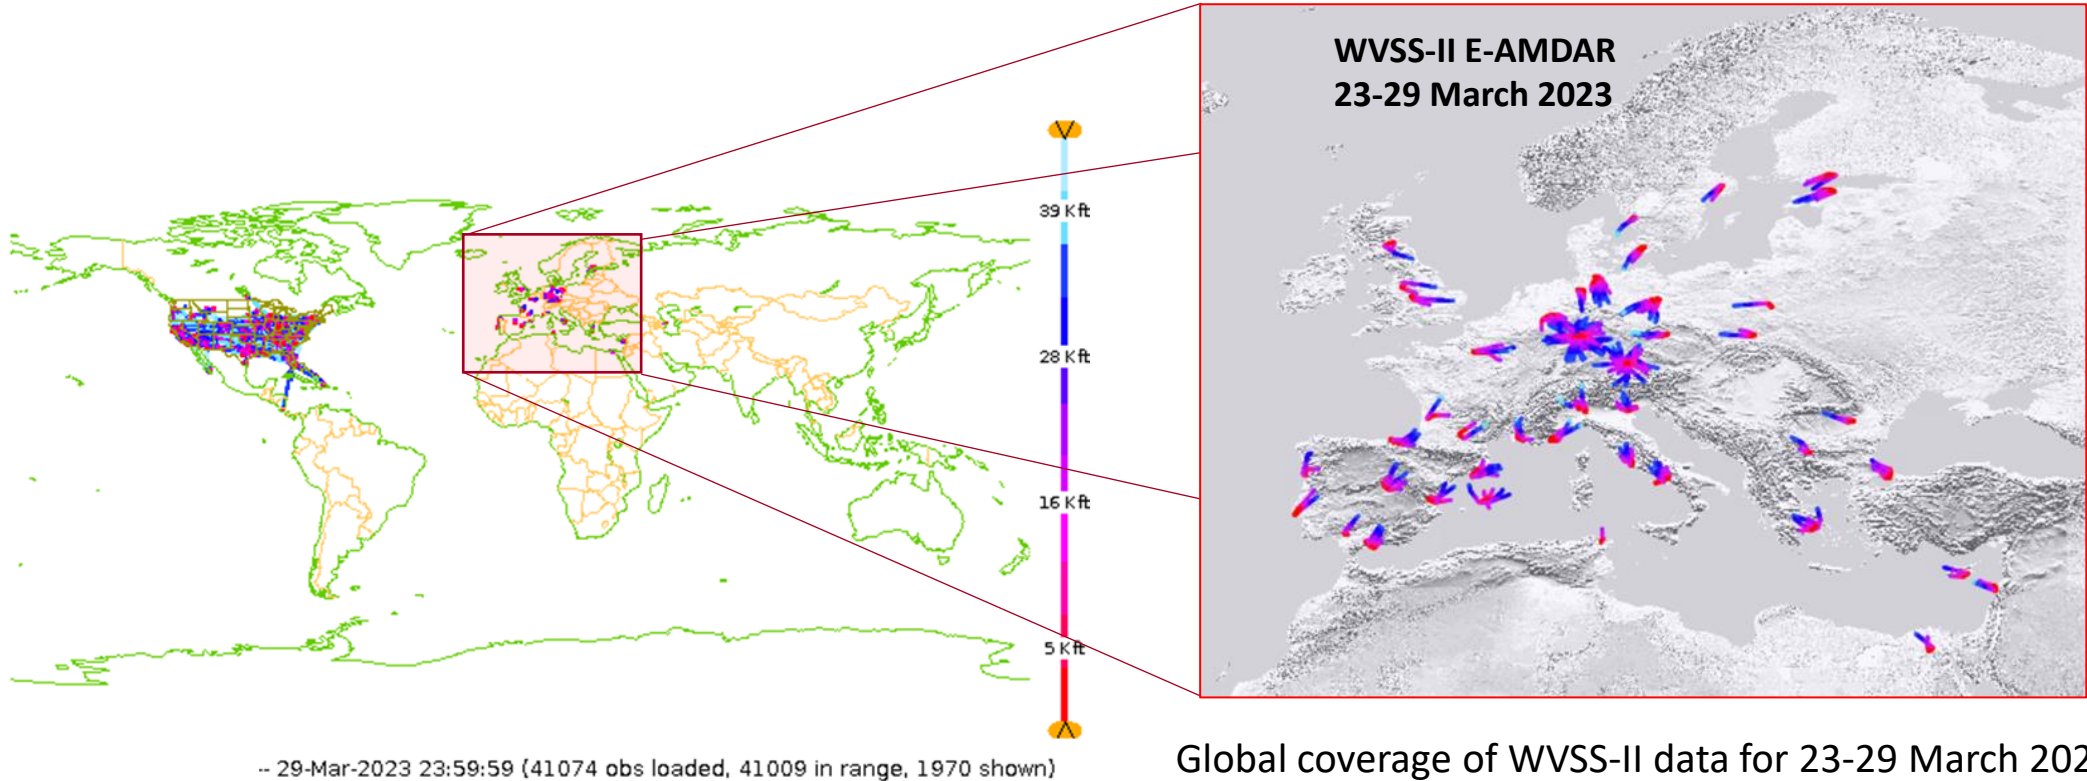 WVSS-II E-AMDAR
23-29 March 2023
39 Kft
28 Kft
16 Kft
5 Kft
-- 29-Mar-2023 23:59:59 (41074 obs loaded, 41009 in range, 1970 shown)
Global coverage of WVSS-II data for 23-29 March 202